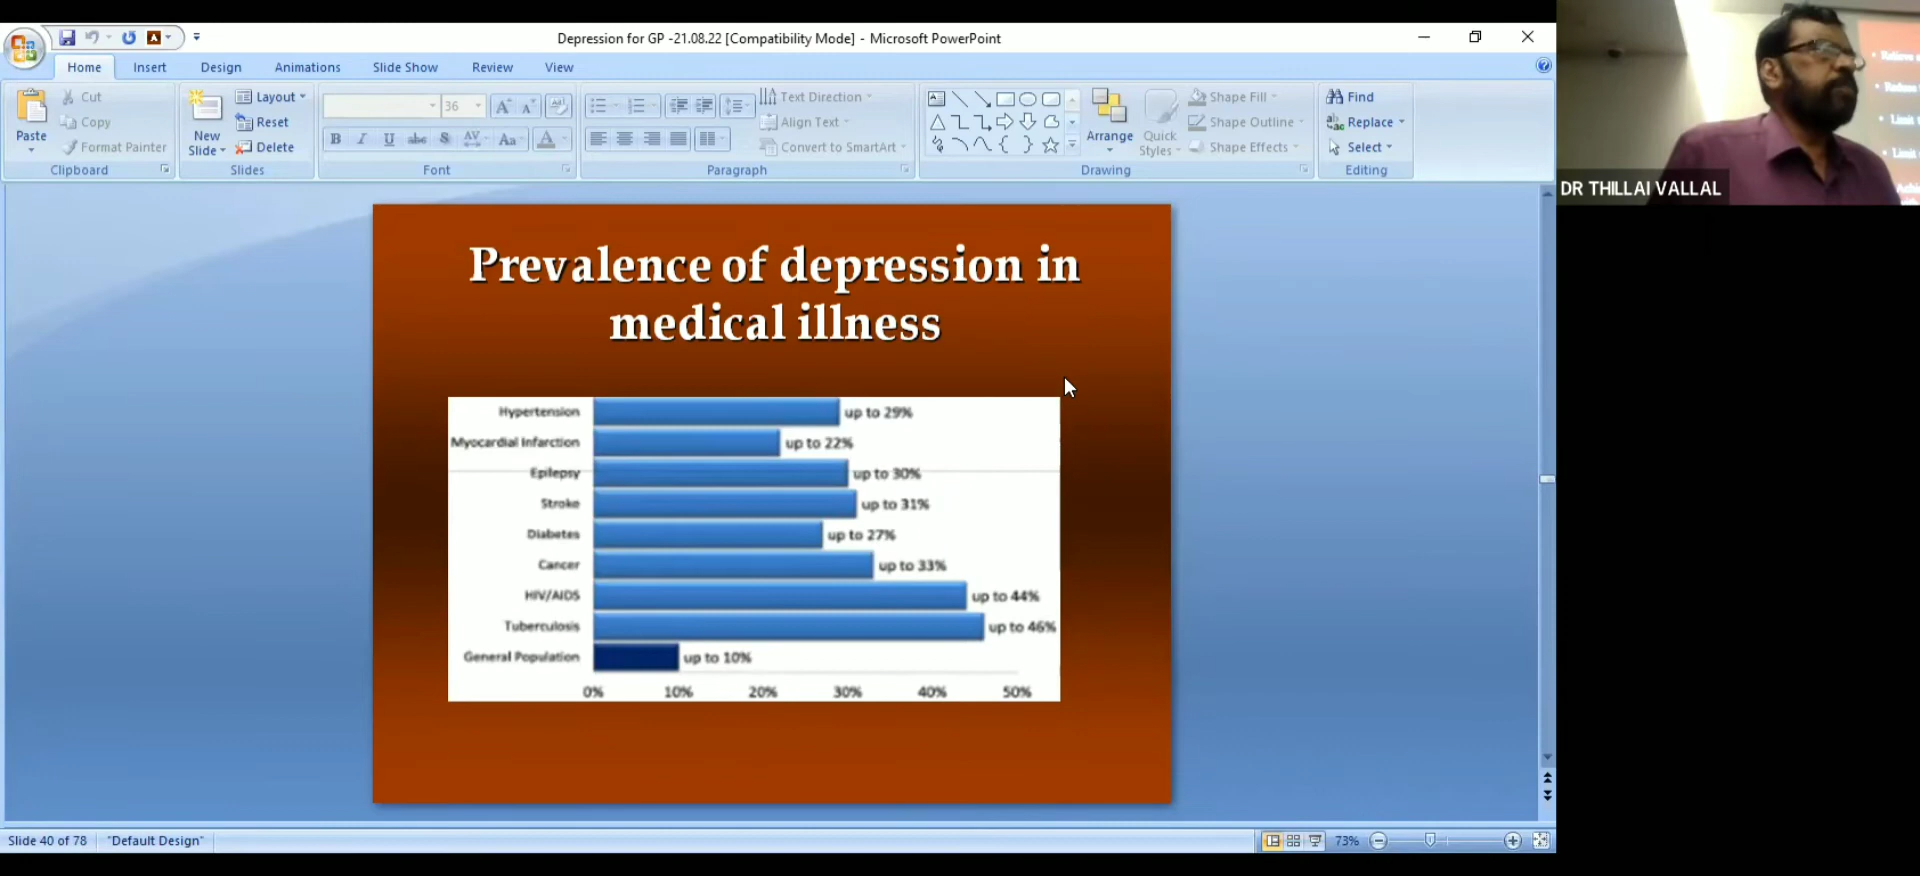 Depression for GP -21.08.22 [Compatibility Mode] - Microsoft PowerPoint
Home Insert Design Animations Slide Show Review View
Paste
Cut
Copy
Format Painter
Clipboard
New
Slide
Layout
Reset
Delete
Slides
36
Font
Text Direction
Align Text
Convert to SmartArt
Paragraph
Arrange
Quick
Styles
Shape Fill
Shape Outline
Shape Effects
Drawing
Find
Replace
Select
Editing
DR THILLAI VALLAL
Prevalence of depression in
medical illness
Hypertension up to 29%
Myocardial Infarction up to 22%
Epilepsy up to 30%
Stroke up to 31%
Diabetes up to 27%
Cancer up to 33%
HIV/AIDS up to 44%
Tuberculosis up to 46%
General Population up to 10%
0% 10% 20% 30% 40% 50%
Slide 40 of 78 "Default Design" 73%